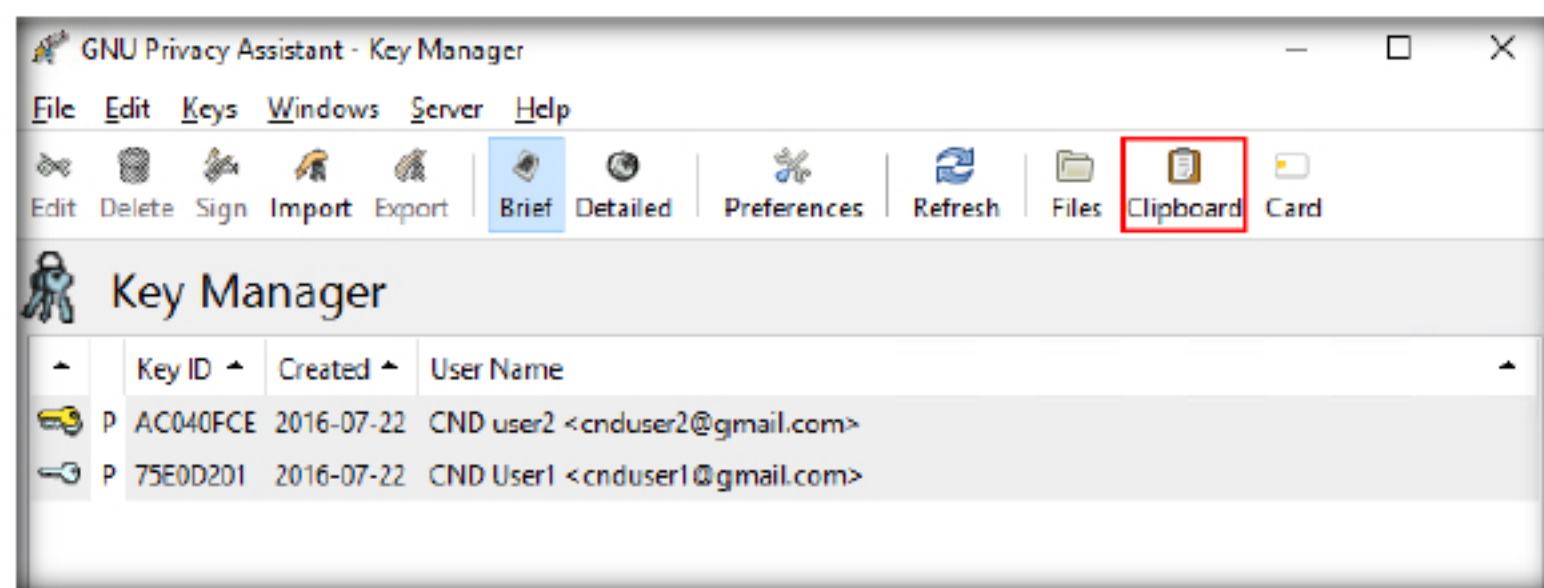 GNU Privacy Assistant - Key Manager
File Edit Keys Windows Server Help
Edit Delete Sign Import Export Brief Detailed Preferences Refresh Files Clipboard Card
Key Manager
Key ID Created User Name
P AC040FCE 2016-07-22 CND user2 <cnduser2@gmail.com>
P 75E0D201 2016-07-22 CND User1 <cnduser1@gmail.com>